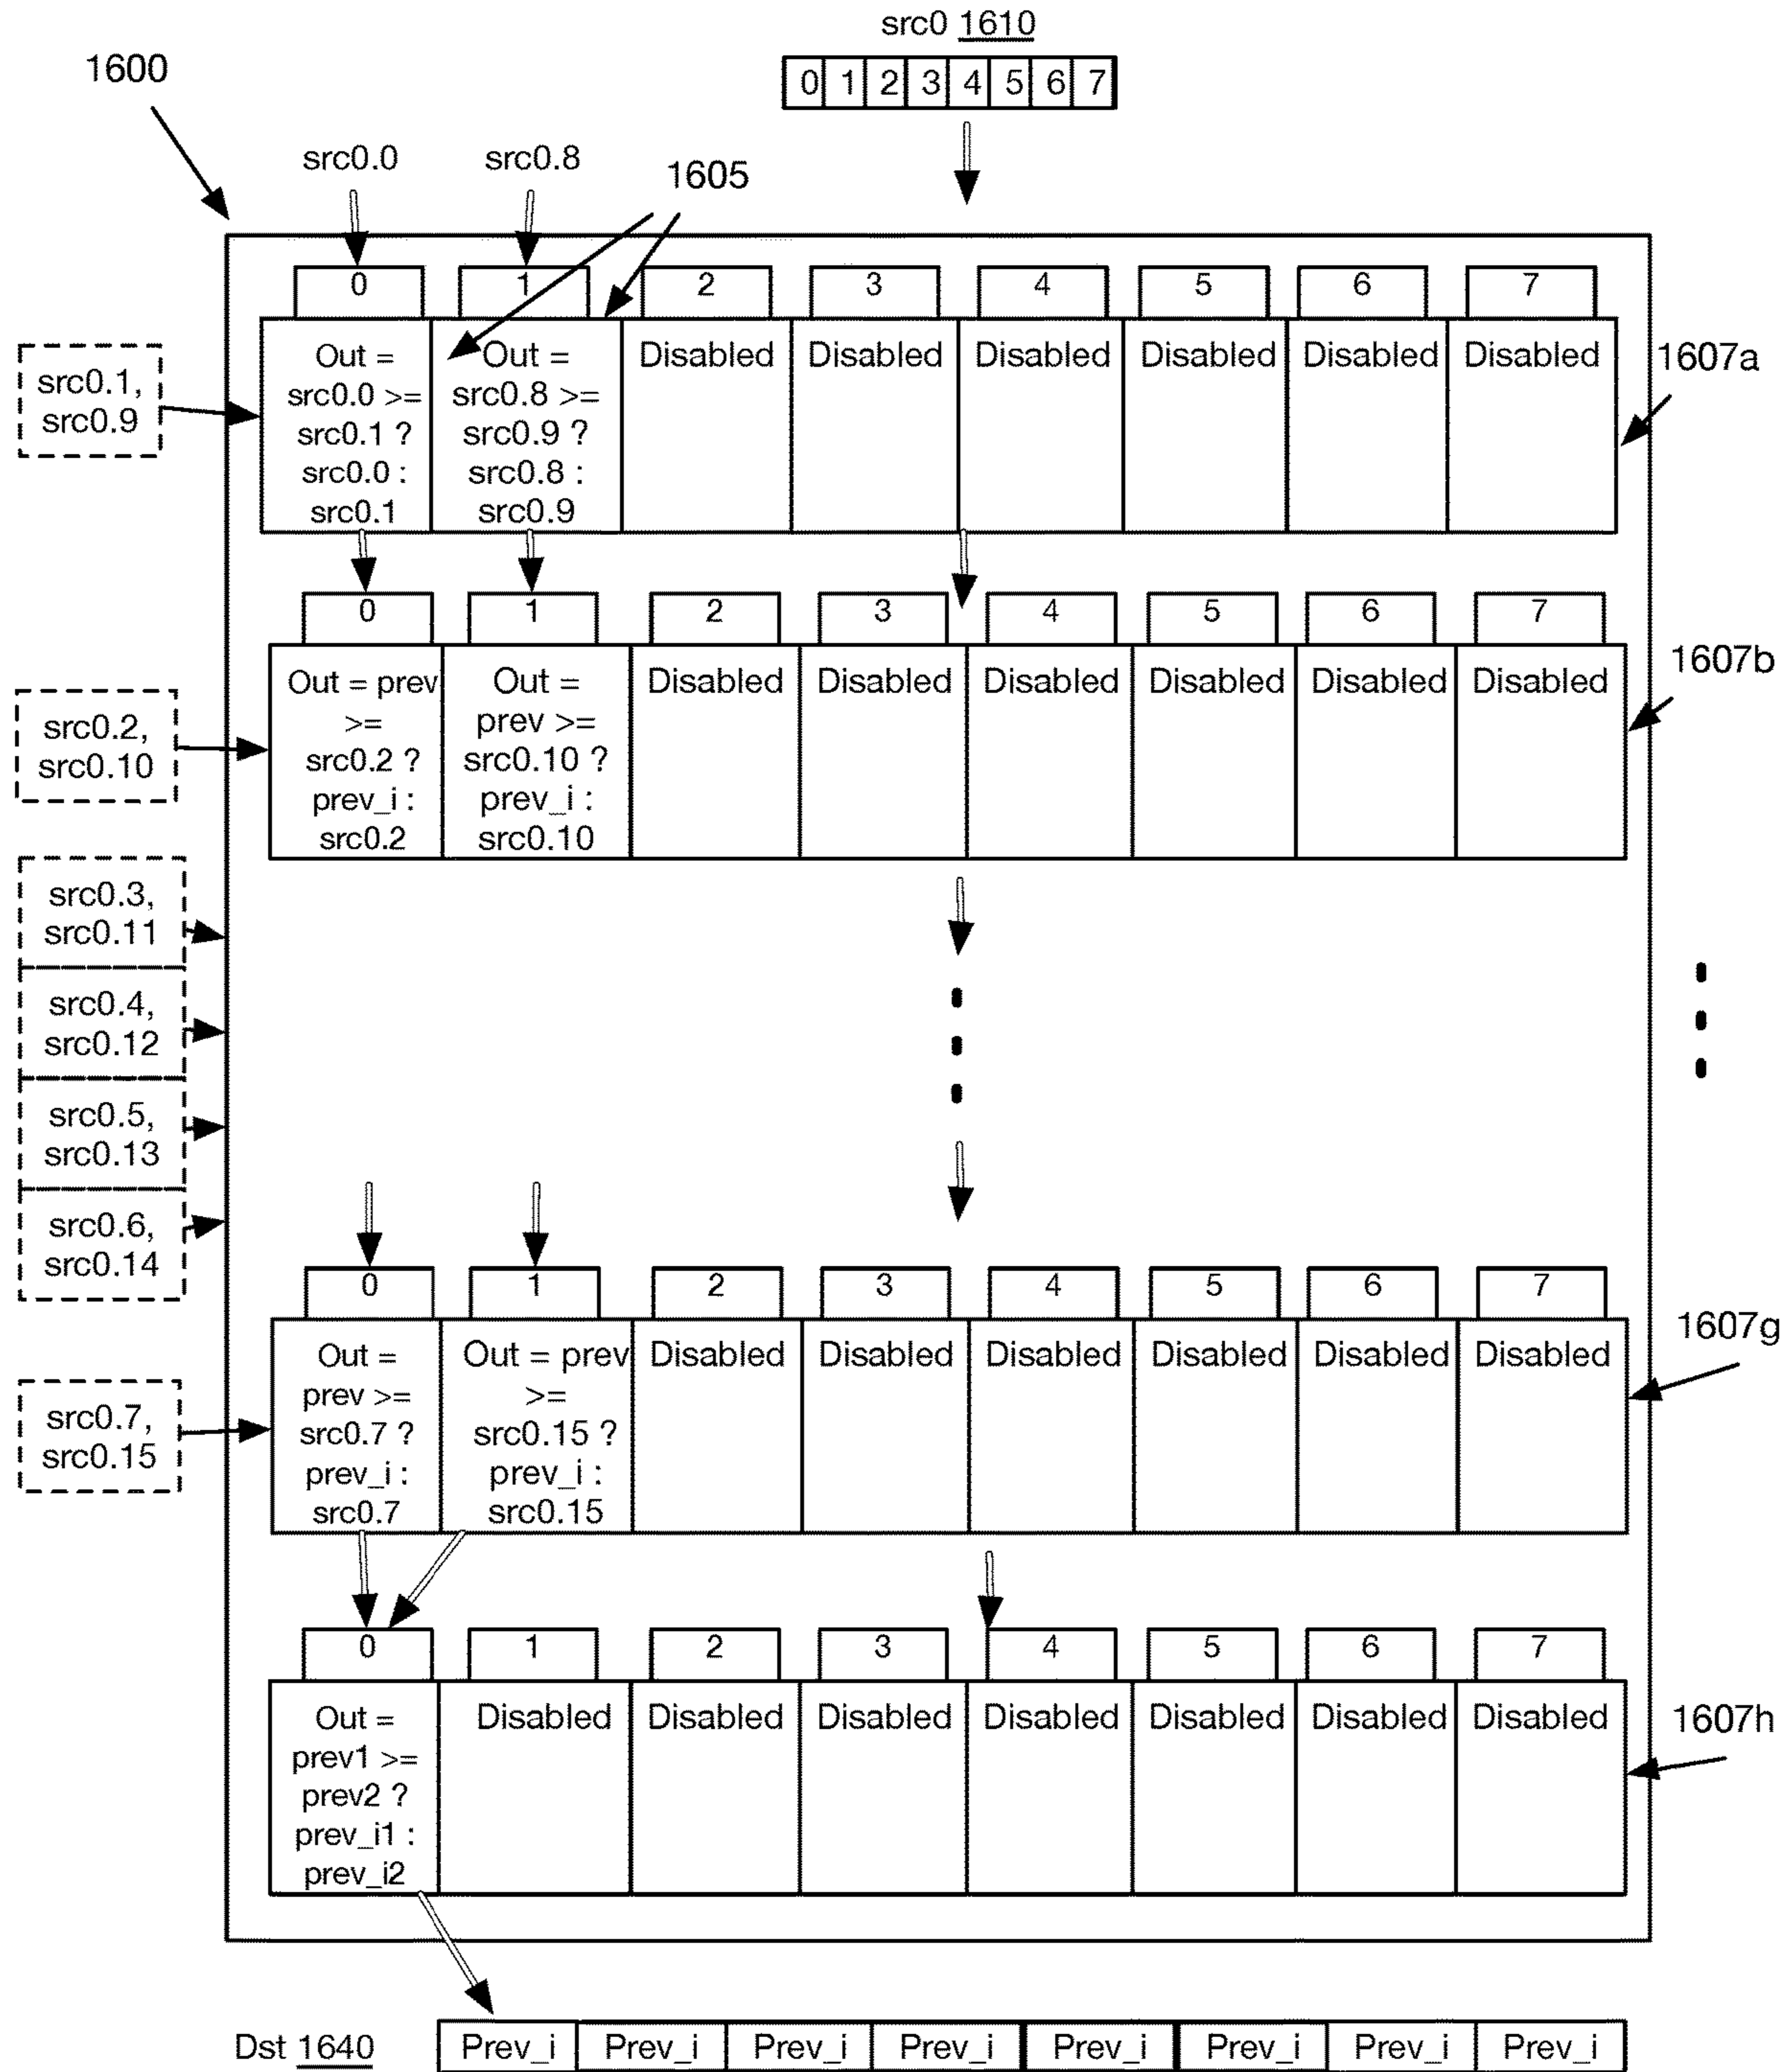 src0 1610
0 1 2 3 4 5 6 7
1600
src0.0 src0.8
1605
0 1 2 3 4 5 6 7
src0.1,
src0.9
Out =
src0.0 >=
src0.1 ?
src0.0 :
src0.1
Out =
src0.8 >=
src0.9 ?
src0.8 :
src0.9
Disabled Disabled Disabled Disabled Disabled Disabled
1607a
0 1 2 3 4 5 6 7
src0.2,
src0.10
Out = prev
>=
src0.2 ?
prev_i :
src0.2
Out =
prev >=
src0.10 ?
prev_i :
src0.10
Disabled Disabled Disabled Disabled Disabled Disabled
1607b
src0.3,
src0.11
src0.4,
src0.12
src0.5,
src0.13
src0.6,
src0.14
0 1 2 3 4 5 6 7
src0.7,
src0.15
Out =
prev >=
src0.7 ?
prev_i :
src0.7
Out = prev
>=
src0.15 ?
prev_i :
src0.15
Disabled Disabled Disabled Disabled Disabled Disabled
1607g
0 1 2 3 4 5 6 7
Out =
prev1 >=
prev2 ?
prev_i1 :
prev_i2
Disabled Disabled Disabled Disabled Disabled Disabled Disabled
1607h
Dst 1640
Prev_i Prev_i Prev_i Prev_i Prev_i Prev_i Prev_i Prev_i